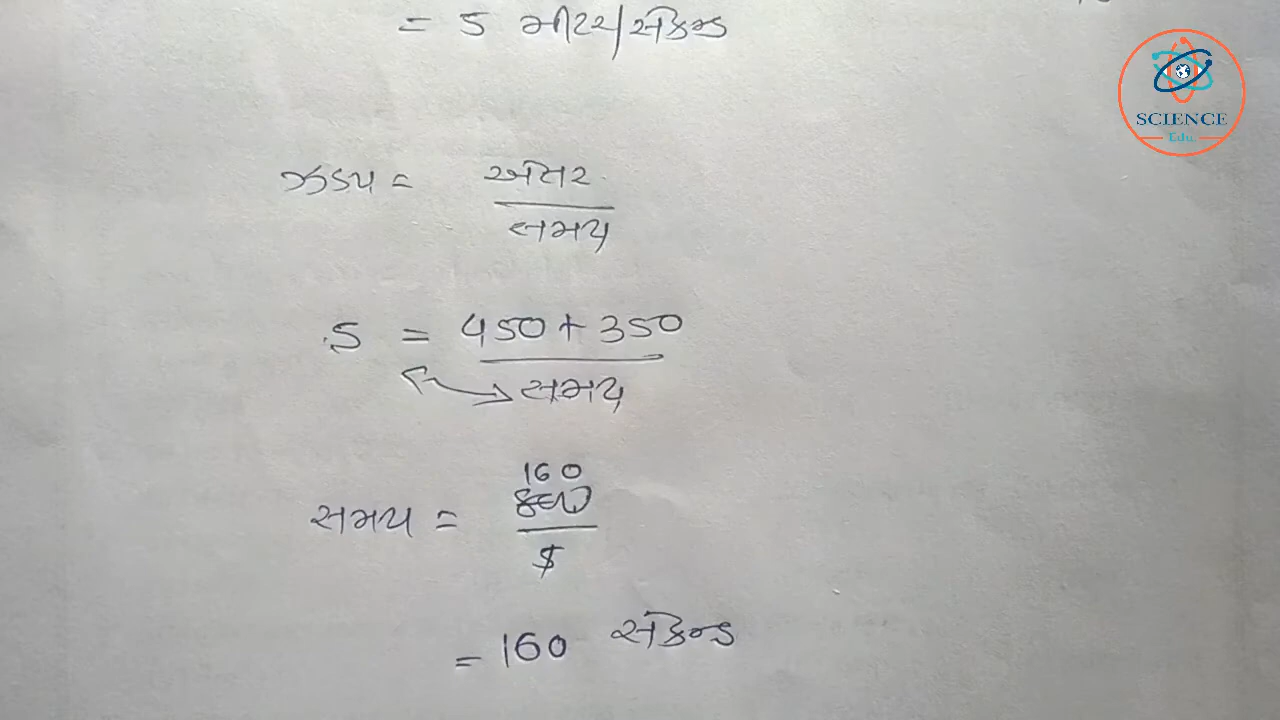 = 5 મીટર/સેકન્ડ
SCIENCE
Edu.
ઝડપ = અંતર
સમય
5 = 450 + 350
સમય
160
સમય = 800
5
= 160 સેકન્ડ